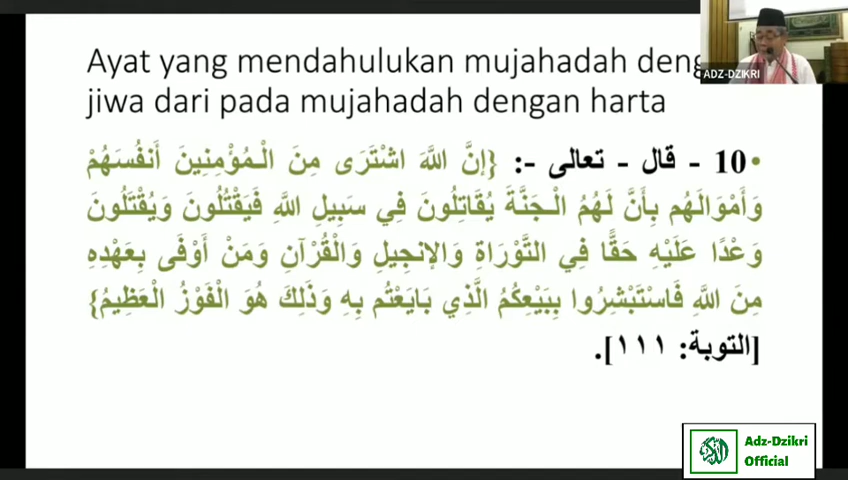 Ayat yang mendahulukan mujahadah deng
jiwa dari pada mujahadah dengan harta
•10 - قال - تعالى -: {إِنَّ اللَّهَ اشْتَرَى مِنَ الْمُؤْمِنِينَ أَنفُسَهُمْ
وَأَمْوَالَهُم بِأَنَّ لَهُمُ الْجَنَّةَ يُقَاتِلُونَ فِي سَبِيلِ اللَّهِ فَيَقْتُلُونَ وَيُقْتَلُونَ
وَعْدًا عَلَيْهِ حَقًّا فِي التَّوْرَاةِ وَالإِنجِيلِ وَالْقُرْآنِ وَمَنْ أَوْفَى بِعَهْدِهِ
مِنَ اللَّهِ فَاسْتَبْشِرُوا بِبَيْعِكُمُ الَّذِي بَايَعْتُم بِهِ وَذَلِكَ هُوَ الْفَوْزُ الْعَظِيمُ}
[التوبة: ١١١].
ADZ-DZIKRI
Adz-Dzikri
Official